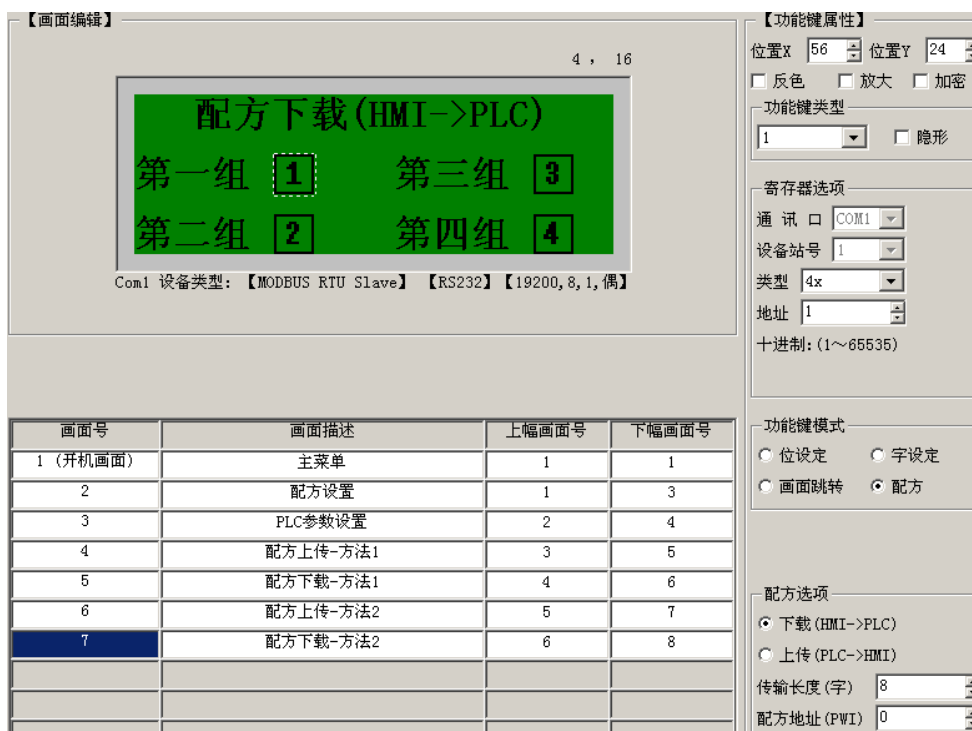 【画面编辑】
4 , 16
配方下载(HMI->PLC)
第一组 1 第三组 3
第二组 2 第四组 4
Com1 设备类型: 【MODBUS RTU Slave】 【RS232】【19200,8,1,偶】
画面号 画面描述 上幅画面号 下幅画面号
1 (开机画面) 主菜单 1 1
2 配方设置 1 3
3 PLC参数设置 2 4
4 配方上传-方法1 3 5
5 配方下载-方法1 4 6
6 配方上传-方法2 5 7
7 配方下载-方法2 6 8
【功能键属性】
位置X 56 位置Y 24
反色 放大 加密
功能键类型
1 隐形
寄存器选项
通 讯 口 COM1
设备站号 1
类型 4x
地址 1
十进制:(1～65535)
功能键模式
位设定 字设定
画面跳转 配方
配方选项
下载(HMI->PLC)
上传(PLC->HMI)
传输长度(字) 8
配方地址(PWI) 0